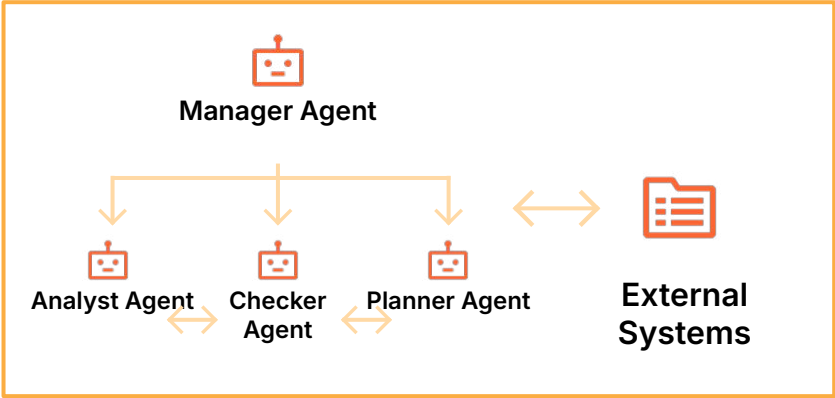 Manager Agent
Analyst Agent
Checker
Agent
Planner Agent
External
Systems